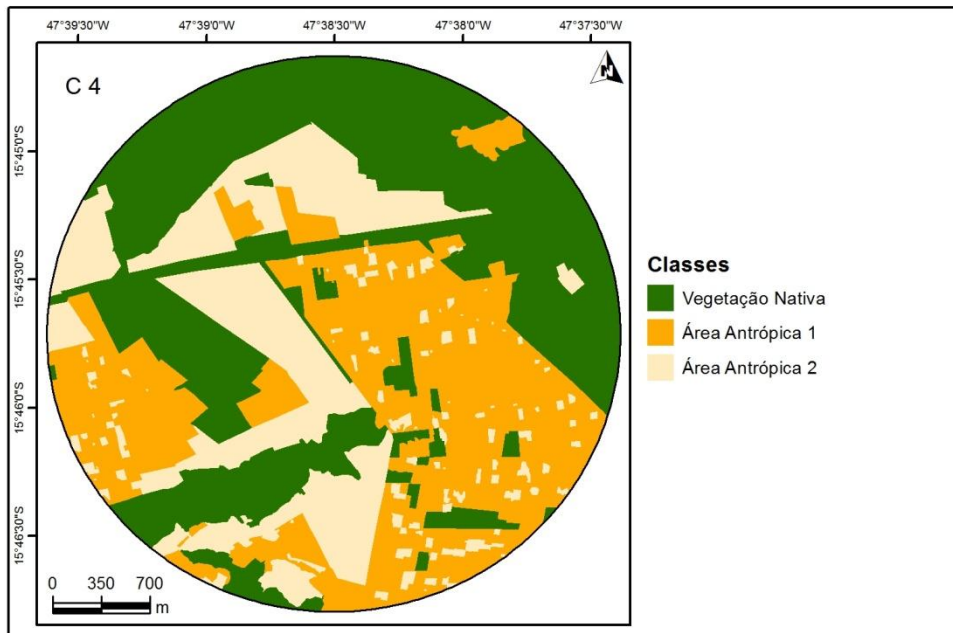 47°39'30"W 47°39'0"W 47°38'30"W 47°38'0"W 47°37'30"W
C 4
N
15°45'0"S
15°45'30"S
15°46'0"S
15°46'30"S
Classes
Vegetação Nativa
Área Antrópica 1
Área Antrópica 2
0 350 700
m